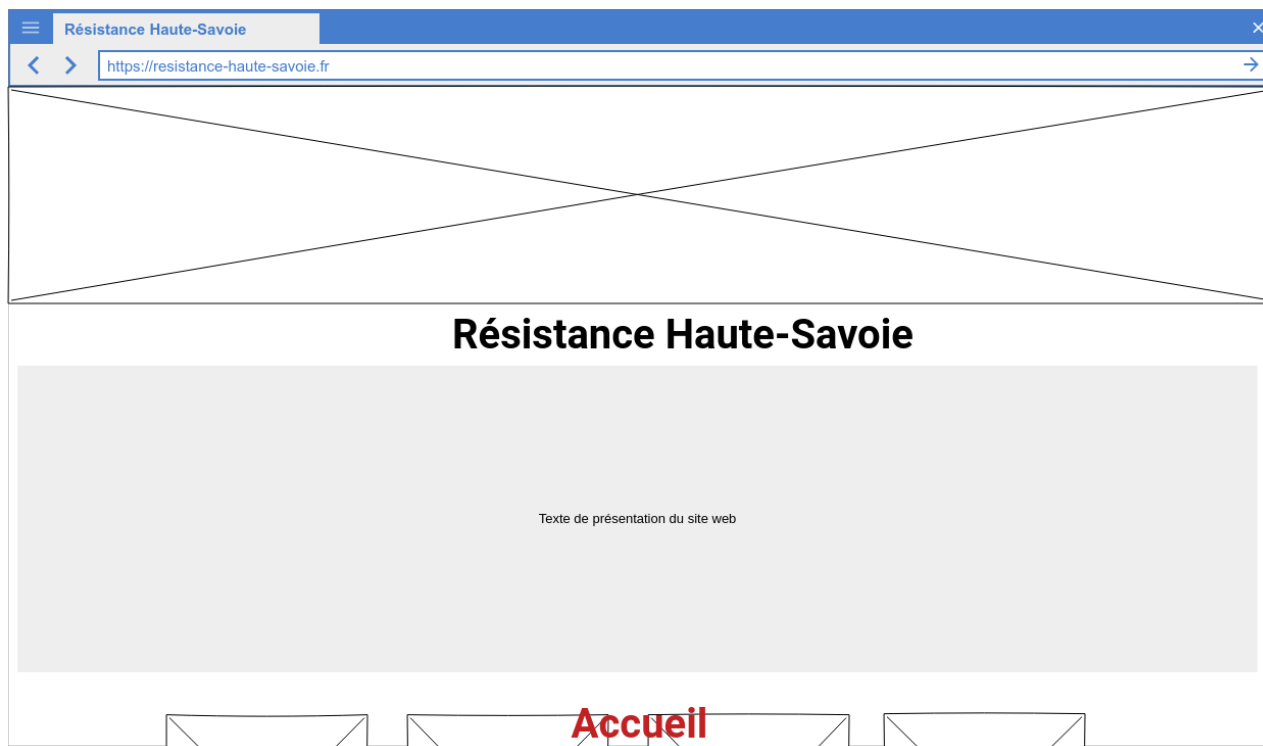 Résistance Haute-Savoie
https://resistance-haute-savoie.fr
Résistance Haute-Savoie
Texte de présentation du site web
Accueil